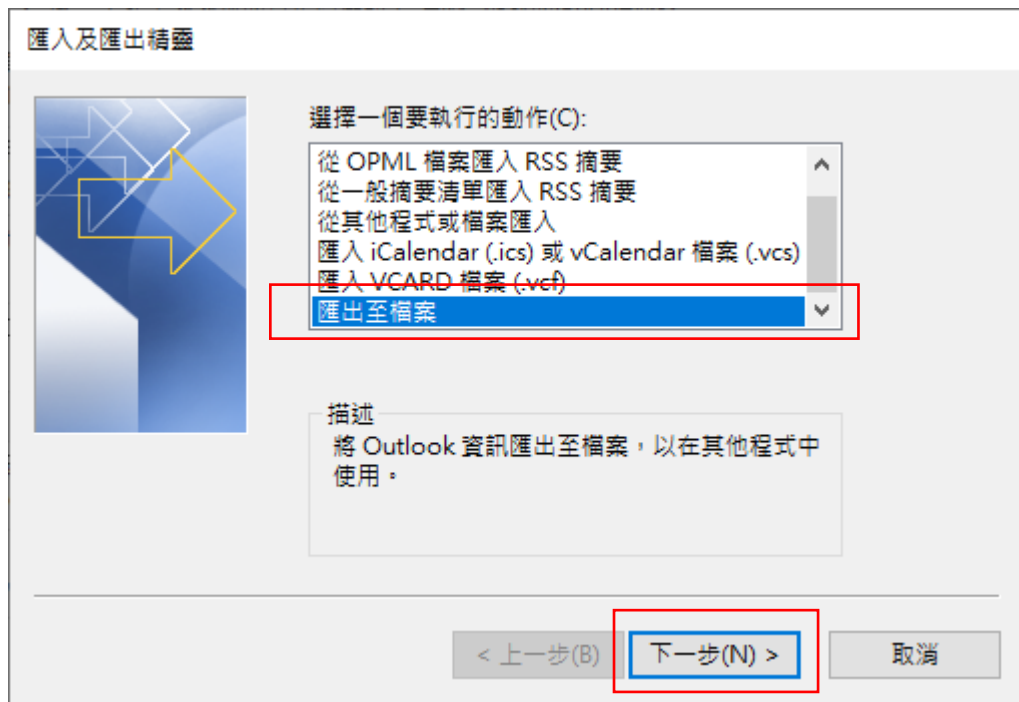 匯入及匯出精靈
選擇一個要執行的動作(C):
從 OPML 檔案匯入 RSS 摘要
從一般摘要清單匯入 RSS 摘要
從其他程式或檔案匯入
匯入 iCalendar (.ics) 或 vCalendar 檔案 (.vcs)
匯入 VCARD 檔案 (.vcf)
匯出至檔案
描述
將 Outlook 資訊匯出至檔案，以在其他程式中
使用。
< 上一步(B)
下一步(N) >
取消